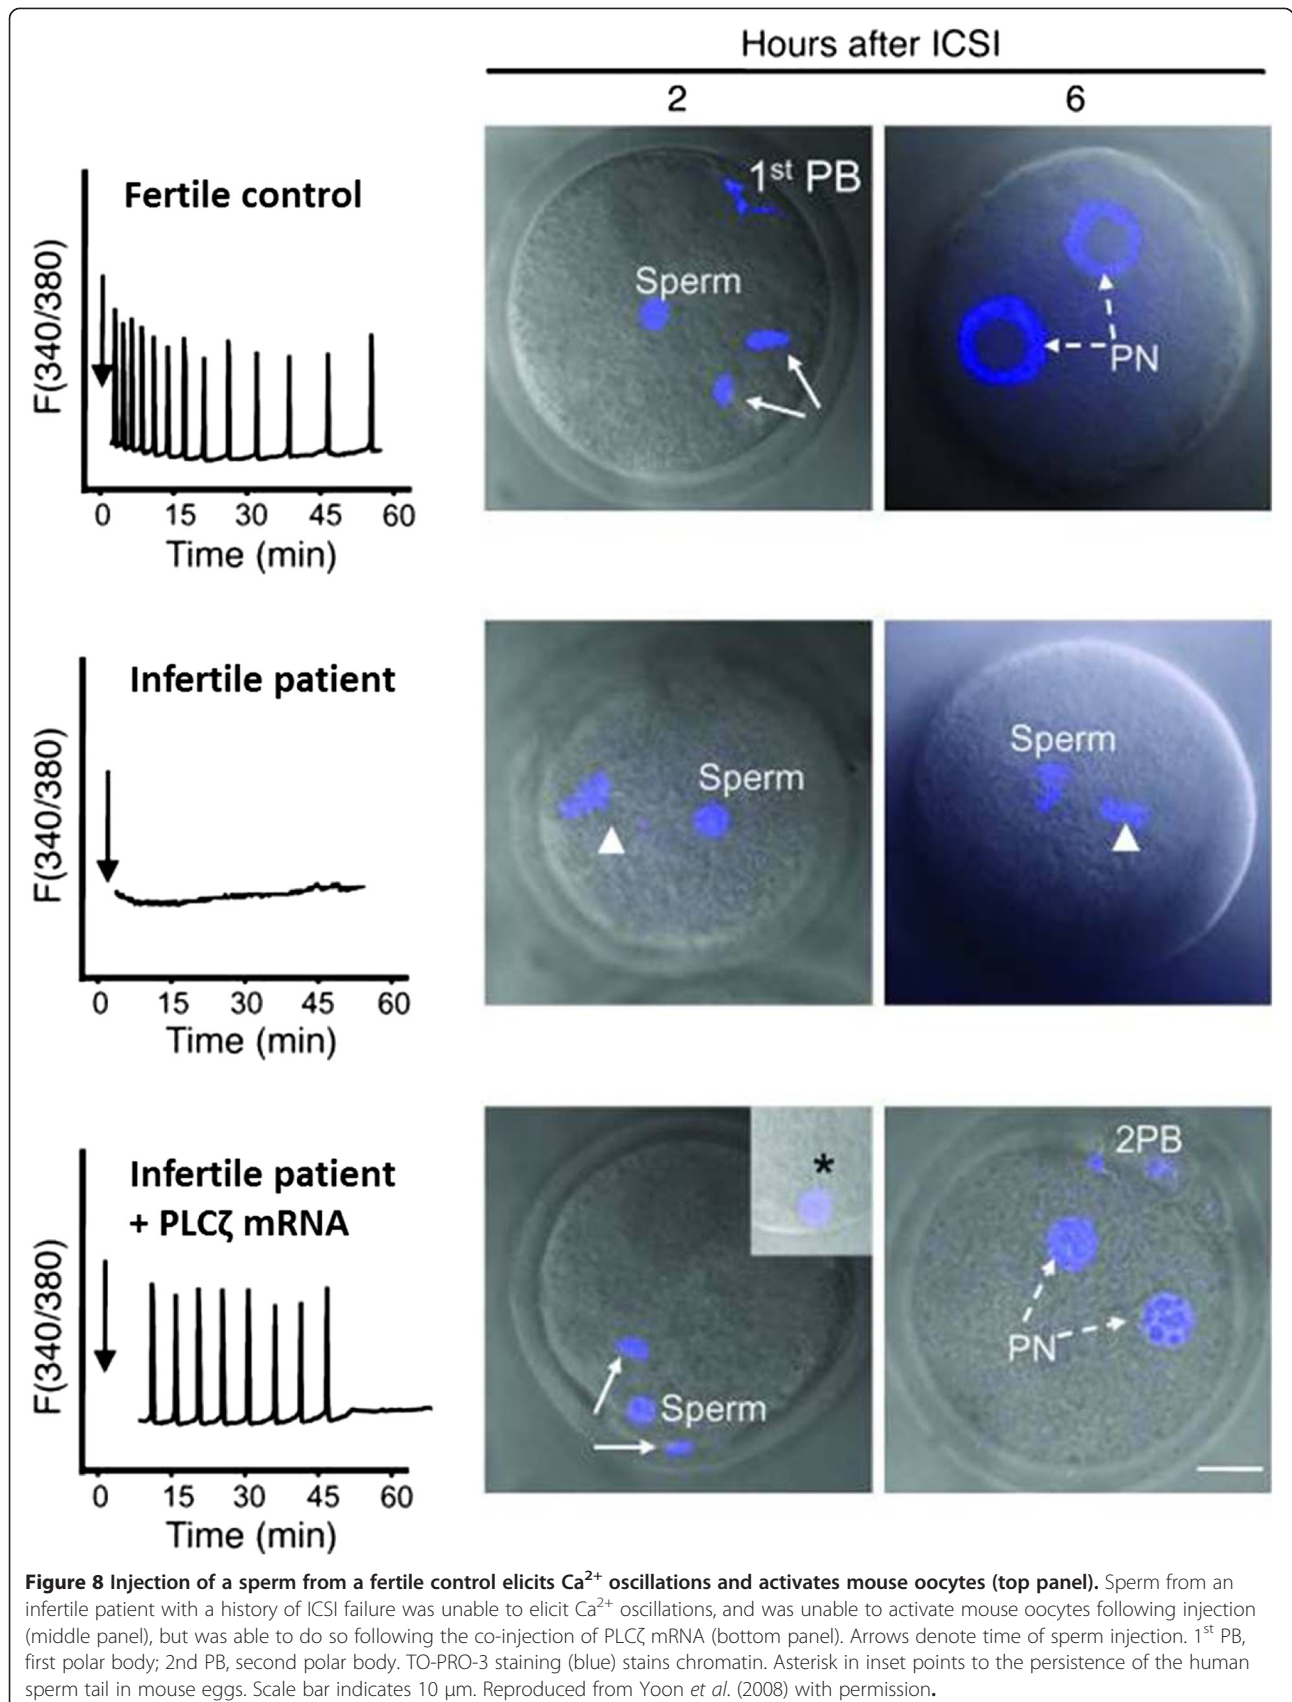 Hours after ICSI
2 6
Fertile control
F(340/380)
0 15 30 45 60
Time (min)
1st PB
Sperm
PN
Infertile patient
F(340/380)
0 15 30 45 60
Time (min)
Sperm
Sperm
Infertile patient
+ PLCζ mRNA
F(340/380)
0 15 30 45 60
Time (min)
*
Sperm
2PB
PN
Figure 8 Injection of a sperm from a fertile control elicits Ca2+ oscillations and activates mouse oocytes (top panel). Sperm from an
infertile patient with a history of ICSI failure was unable to elicit Ca2+ oscillations, and was unable to activate mouse oocytes following injection
(middle panel), but was able to do so following the co-injection of PLCζ mRNA (bottom panel). Arrows denote time of sperm injection. 1st PB,
first polar body; 2nd PB, second polar body. TO-PRO-3 staining (blue) stains chromatin. Asterisk in inset points to the persistence of the human
sperm tail in mouse eggs. Scale bar indicates 10 μm. Reproduced from Yoon et al. (2008) with permission.